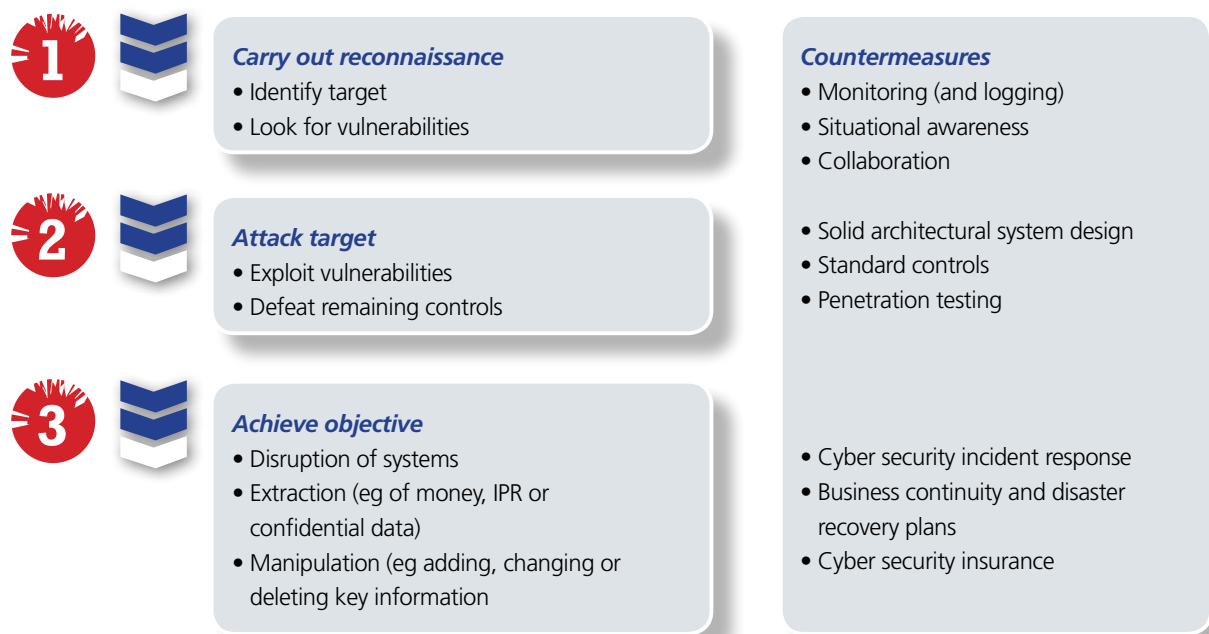 1
Carry out reconnaissance
• Identify target
• Look for vulnerabilities
2
Attack target
• Exploit vulnerabilities
• Defeat remaining controls
3
Achieve objective
• Disruption of systems
• Extraction (eg of money, IPR or
confidential data)
• Manipulation (eg adding, changing or
deleting key information
Countermeasures
• Monitoring (and logging)
• Situational awareness
• Collaboration
• Solid architectural system design
• Standard controls
• Penetration testing
• Cyber security incident response
• Business continuity and disaster
recovery plans
• Cyber security insurance